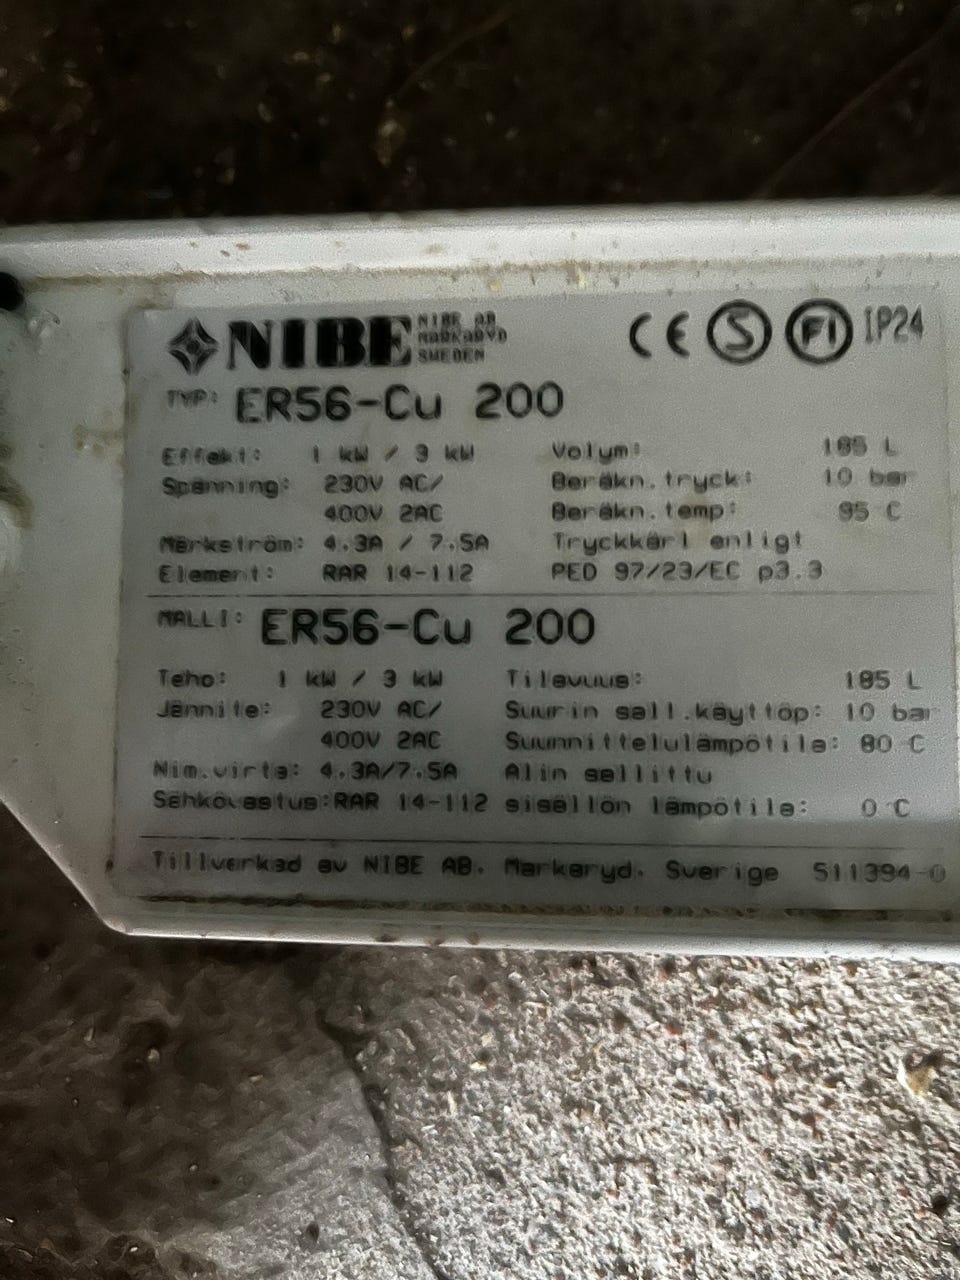 NIBE NIBE AB MARKARYD SWEDEN CE S FI IP24
TYP: ER56-Cu 200
Effekt: 1 kW / 3 kW Volym: 185 L
Spänning: 230V AC/ Beräkn.tryck: 10 bar
400V 2AC Beräkn.temp: 95 C
Märkström: 4.3A / 7.5A Tryckkärl enligt
Element: RAR 14-112 PED 97/23/EC p3.3
MALLI: ER56-Cu 200
Teho: 1 kW / 3 kW Tilavuus: 185 L
Jännite: 230V AC/ Suurin sall.käyttöp: 10 bar
400V 2AC Suunnittelulämpötila: 80 C
Nim.virta: 4.3A/7.5A Alin sallittu
Sähkövastus:RAR 14-112 sisällön lämpötila: 0 C
Tillverkad av NIBE AB. Markaryd. Sverige 511394-0